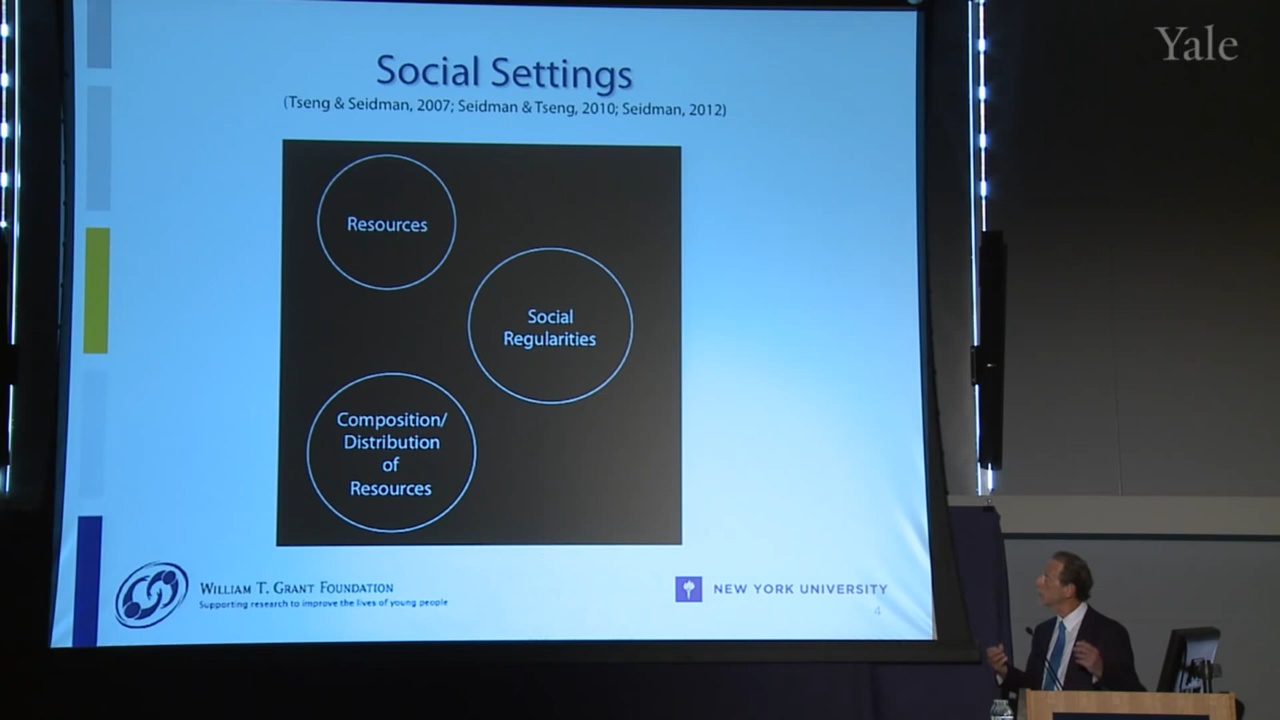 Yale
Social Settings
(Tseng & Seidman, 2007; Seidman & Tseng, 2010; Seidman, 2012)
Resources
Social
Regularities
Composition/
Distribution
of
Resources
WILLIAM T. GRANT FOUNDATION
Supporting research to improve the lives of young people
NEW YORK UNIVERSITY
4